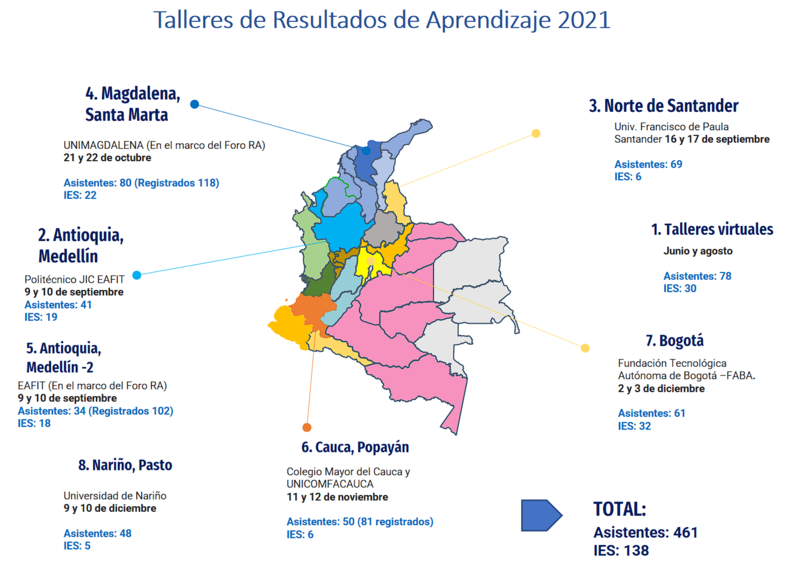 Talleres de Resultados de Aprendizaje 2021
4. Magdalena,
Santa Marta
UNIMAGDALENA (En el marco del Foro RA)
21 y 22 de octubre
Asistentes: 80 (Registrados 118)
IES: 22
3. Norte de Santander
Univ. Francisco de Paula
Santander 16 y 17 de septiembre
Asistentes: 69
IES: 6
2. Antioquia,
Medellín
Politécnico JIC EAFIT
9 y 10 de septiembre
Asistentes: 41
IES: 19
1. Talleres virtuales
Junio y agosto
Asistentes: 78
IES: 30
5. Antioquia,
Medellín -2
EAFIT (En el marco del Foro RA)
9 y 10 de septiembre
Asistentes: 34 (Registrados 102)
IES: 18
7. Bogotá
Fundación Tecnológica
Autónoma de Bogotá –FABA.
2 y 3 de diciembre
Asistentes: 61
IES: 32
8. Nariño, Pasto
Universidad de Nariño
9 y 10 de diciembre
Asistentes: 48
IES: 5
6. Cauca, Popayán
Colegio Mayor del Cauca y
UNICOMFACAUCA
11 y 12 de noviembre
Asistentes: 50 (81 registrados)
IES: 6
TOTAL:
Asistentes: 461
IES: 138